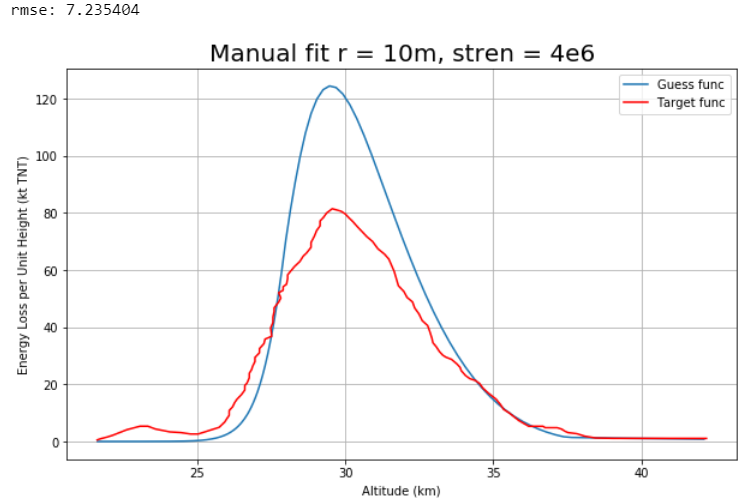 rmse: 7.235404
Manual fit r = 10m, stren = 4e6
Guess func
Target func
120
100
80
60
40
20
0
Energy Loss per Unit Height (kt TNT)
25 30 35 40
Altitude (km)